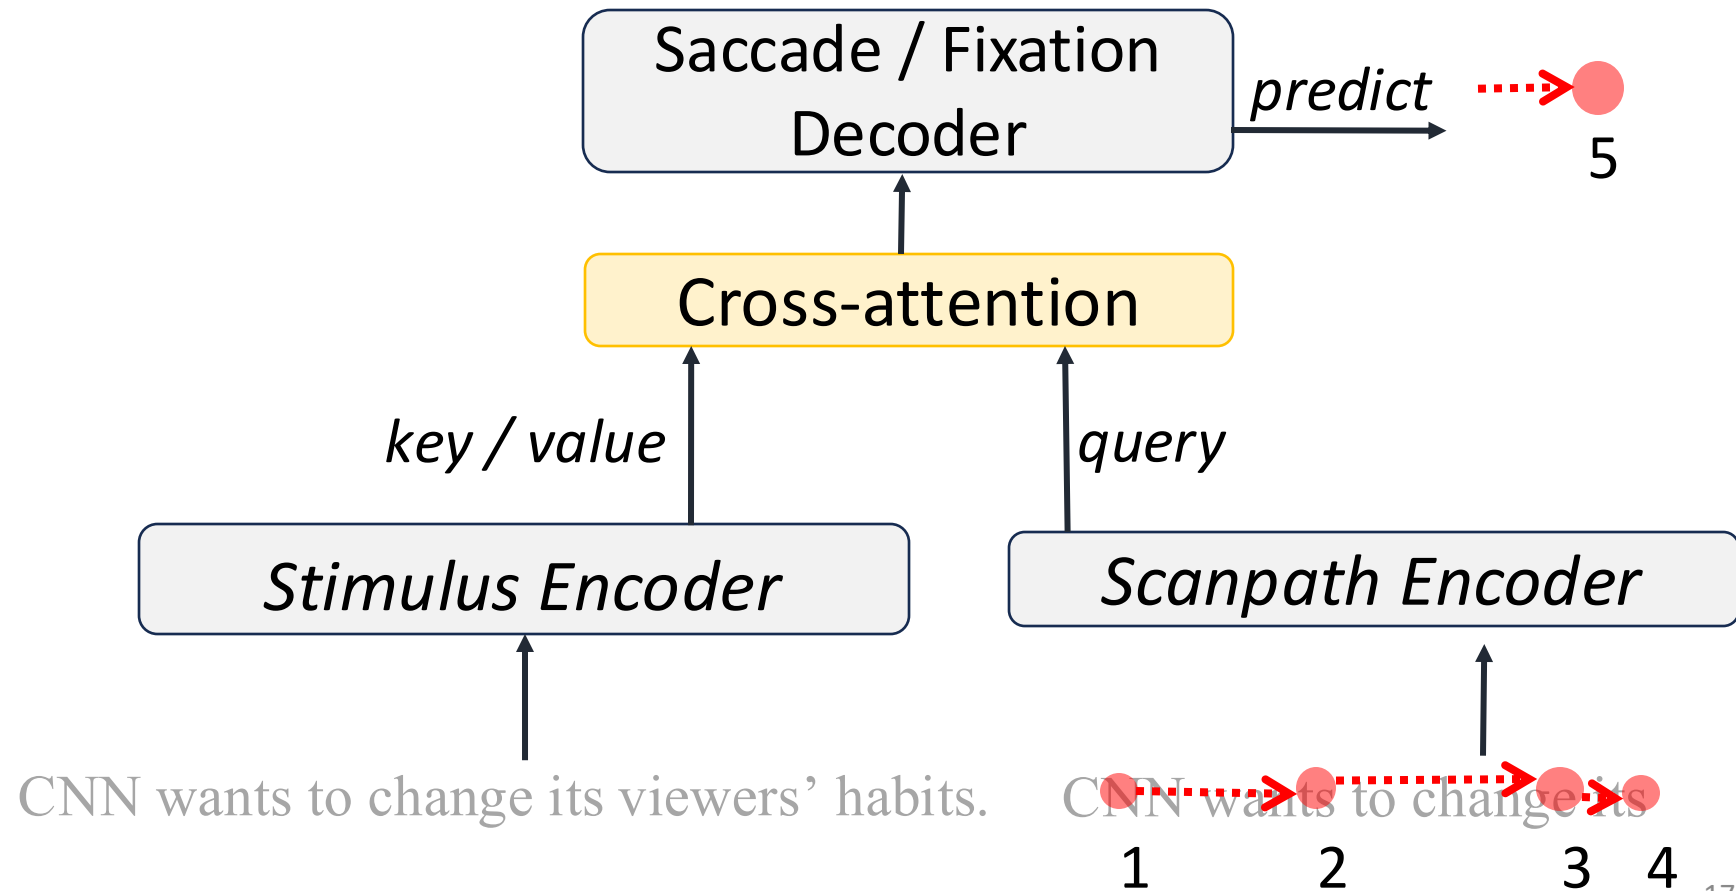 Saccade / Fixation
Decoder
predict
5
Cross-attention
key / value
query
Stimulus Encoder
Scanpath Encoder
CNN wants to change its viewers’ habits.
CNN wants to change its
1 2 3 4
17